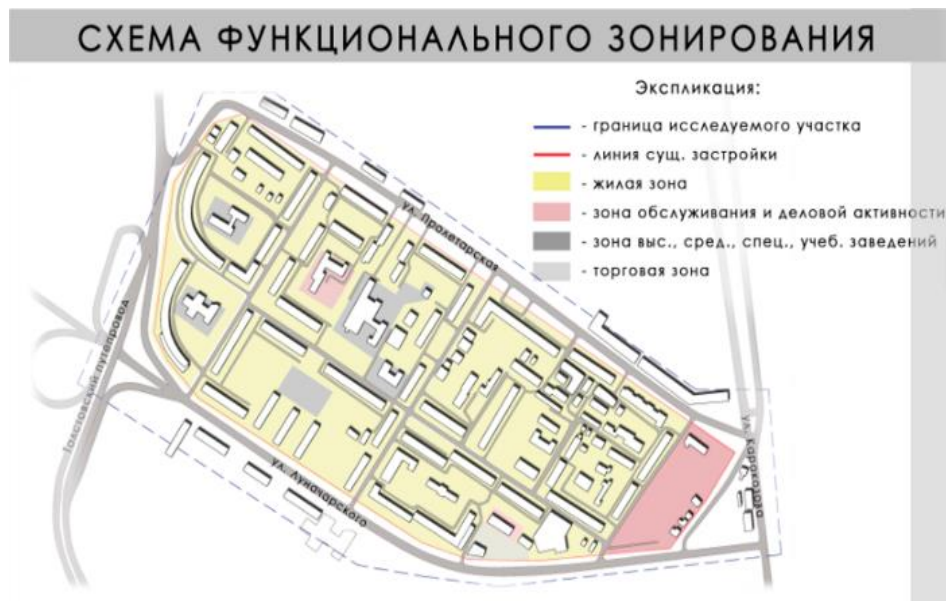 СХЕМА ФУНКЦИОНАЛЬНОГО ЗОНИРОВАНИЯ
Экспликация:
- граница исследуемого участка
- линия сущ. застройки
- жилая зона
- зона обслуживания и деловой активности
- зона выс., сред., спец., учеб. заведений
- торговая зона
ул. Пролетарская
Толстовский путепровод
ул. Луначарского
ул. Каракозова